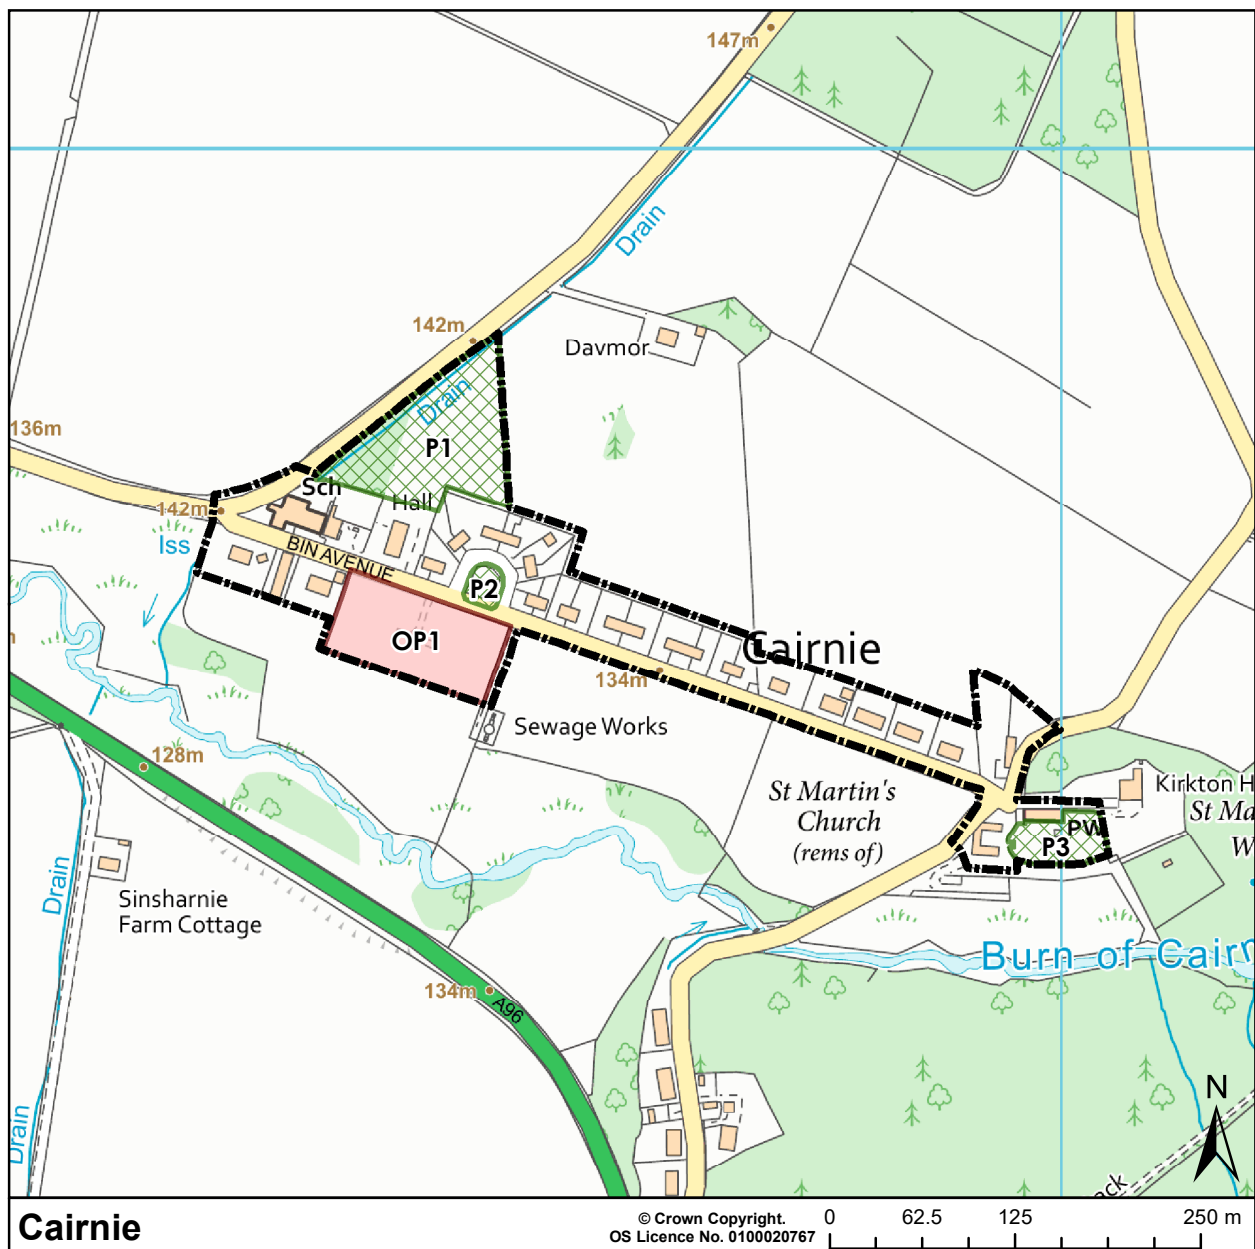 147m
Drain
142m
Davmor
Drain
136m
P1
Sch
Hall
142m
Iss
BIN AVENUE
P2
OP1
Cairnie
134m
Sewage Works
128m
St Martin's
Church
(rems of)
Kirkton H
St Ma
W
PW
P3
Drain
Sinsharnie
Farm Cottage
Burn of Cairn
134m
A96
Drain
N
ack
Cairnie
© Crown Copyright.
OS Licence No. 0100020767
0 62.5 125 250 m